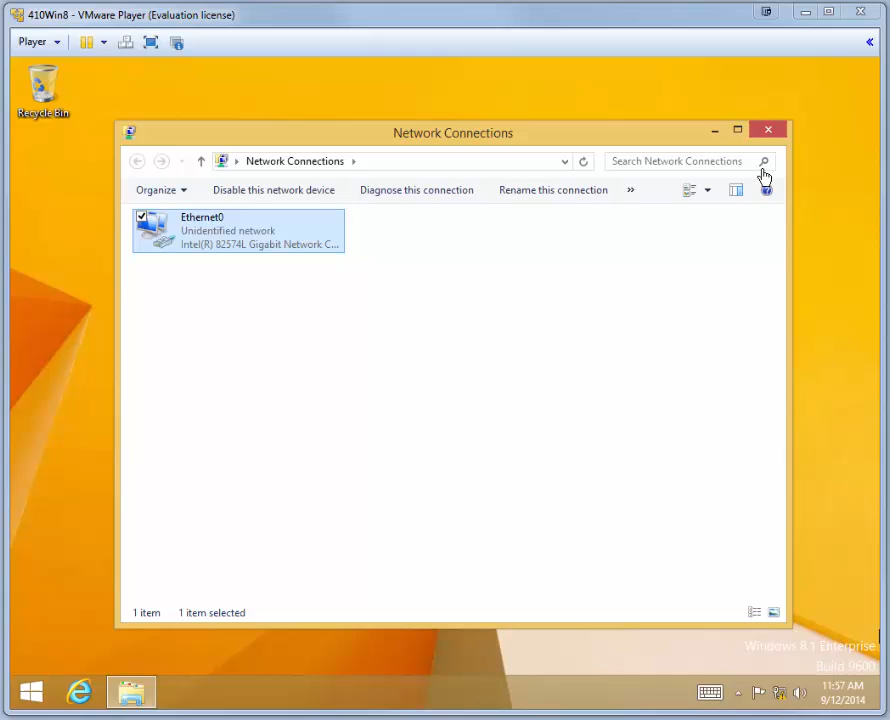 410Win8 - VMware Player (Evaluation license)
Player
Recycle Bin
Network Connections
Network Connections
Search Network Connections
Organize
Disable this network device
Diagnose this connection
Rename this connection
»
Ethernet0
Unidentified network
Intel(R) 82574L Gigabit Network C...
1 item
1 item selected
Windows 8.1 Enterprise
Build 9600
11:57 AM
9/12/2014